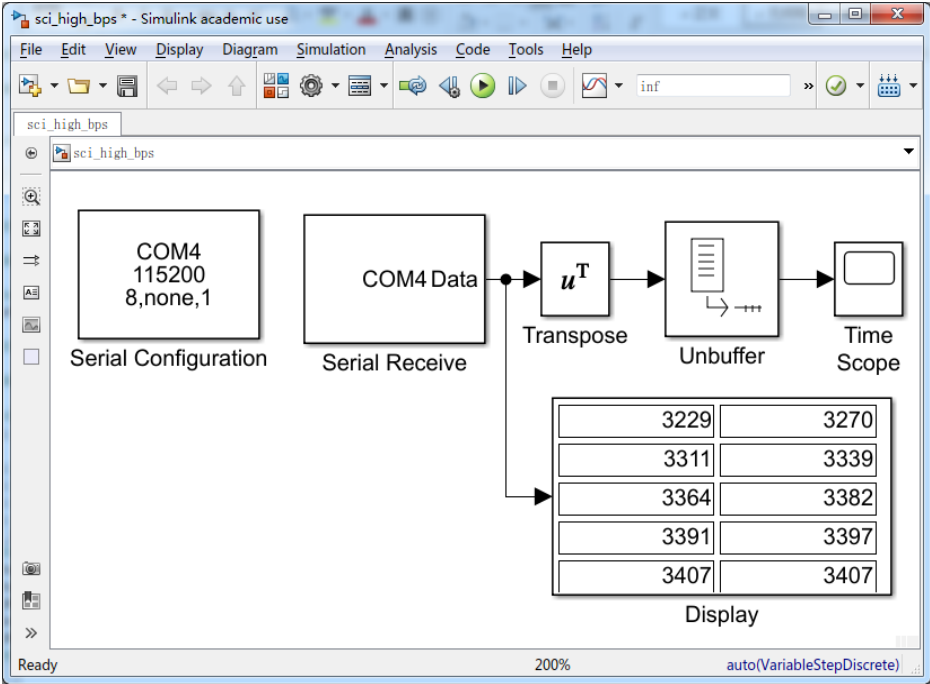 sci_high_bps * - Simulink academic use
File Edit View Display Diagram Simulation Analysis Code Tools Help
inf
sci_high_bps
sci_high_bps
COM4
115200
8,none,1
Serial Configuration
COM4 Data
Serial Receive
uT
Transpose
Unbuffer
Time
Scope
3229 3270
3311 3339
3364 3382
3391 3397
3407 3407
Display
Ready 200% auto(VariableStepDiscrete)